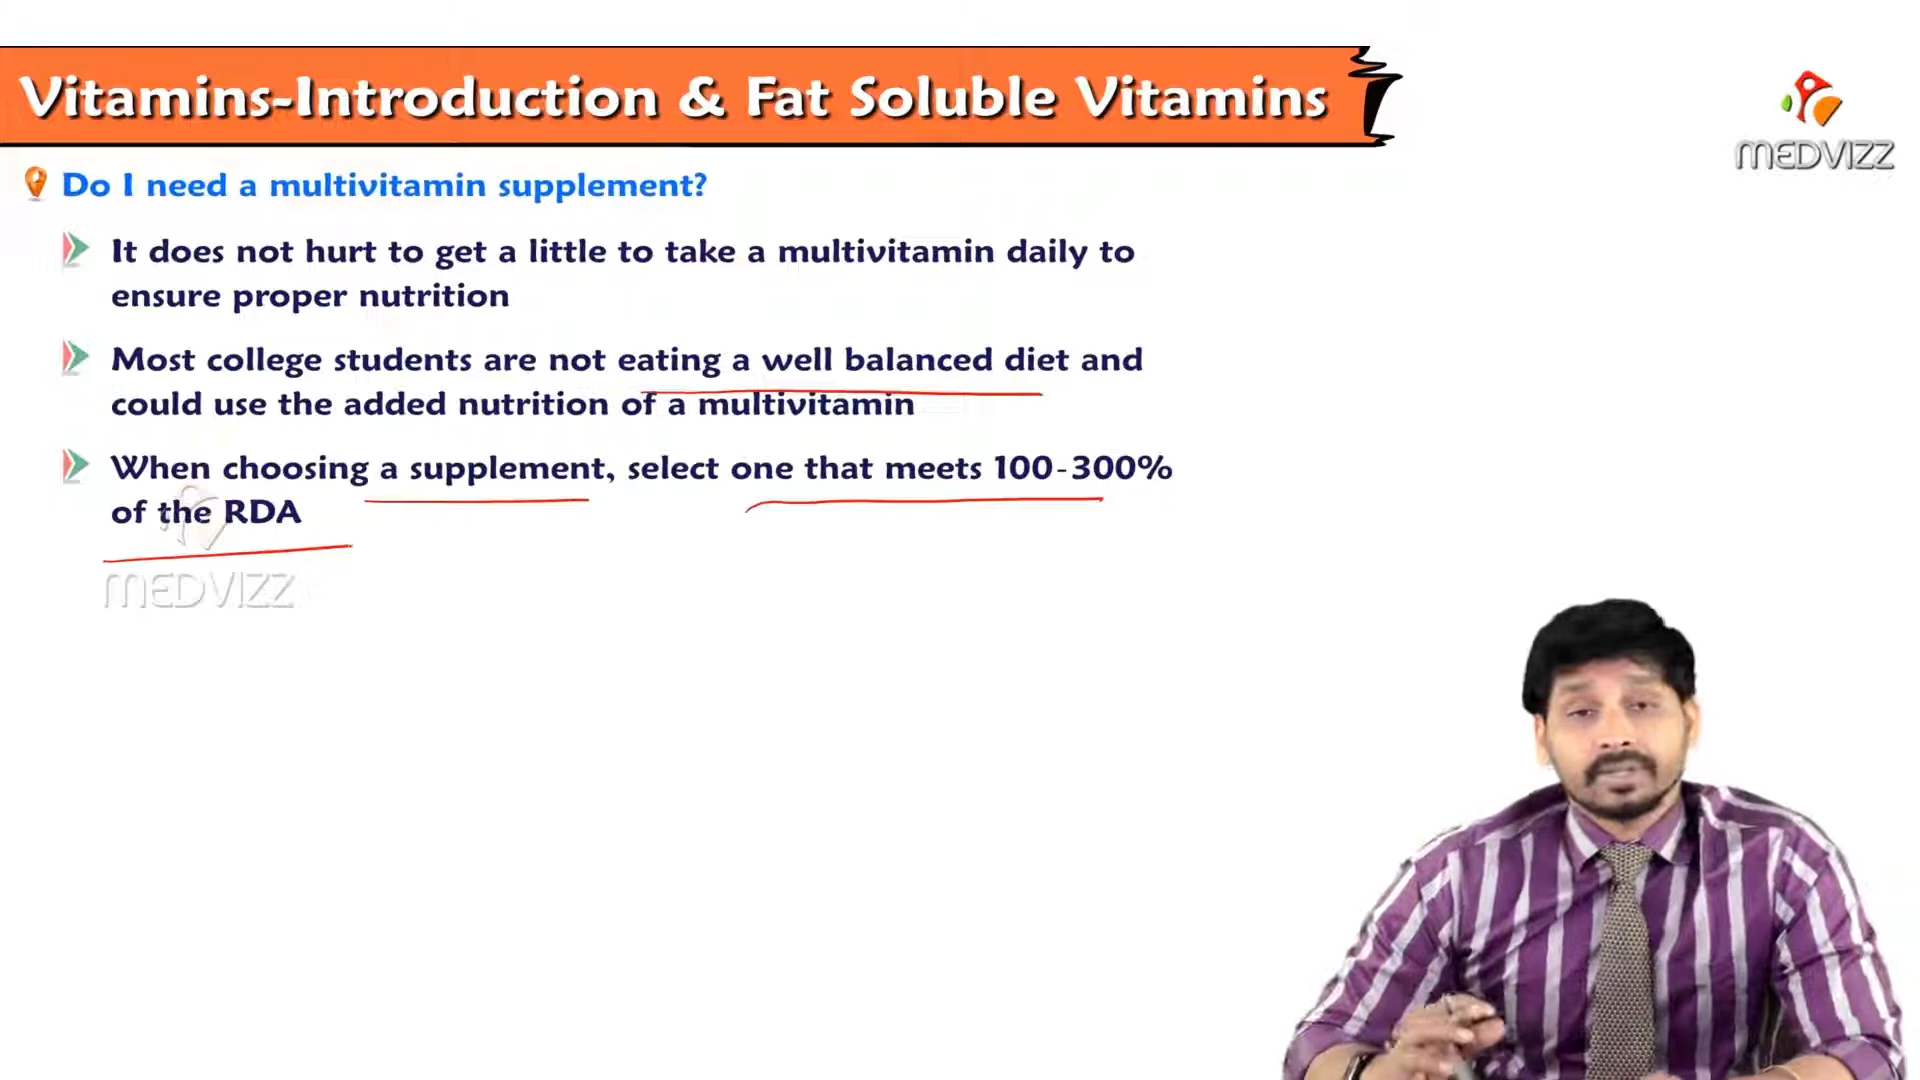 Vitamins-Introduction & Fat Soluble Vitamins
MEDVIZZ
Do I need a multivitamin supplement?
It does not hurt to get a little to take a multivitamin daily to
ensure proper nutrition
Most college students are not eating a well balanced diet and
could use the added nutrition of a multivitamin
When choosing a supplement, select one that meets 100-300%
of the RDA
MEDVIZZ